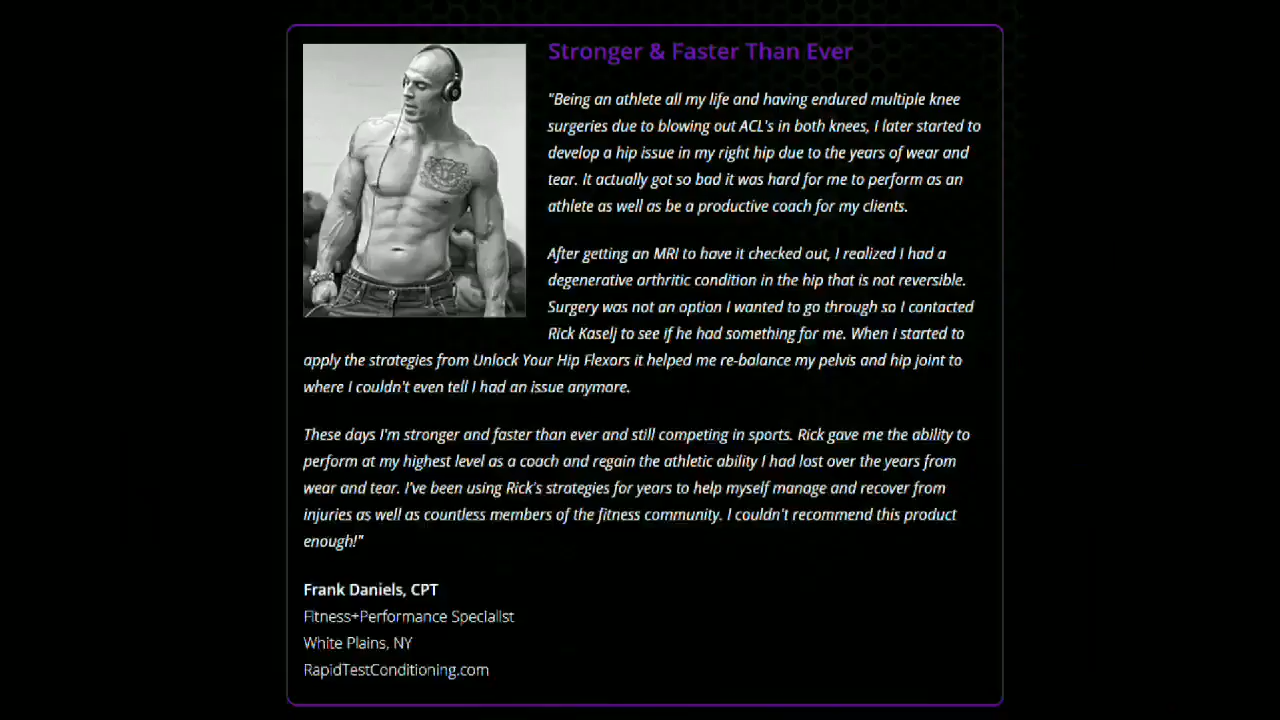 Stronger & Faster Than Ever
"Being an athlete all my life and having endured multiple knee
surgeries due to blowing out ACL's in both knees, I later started to
develop a hip issue in my right hip due to the years of wear and
tear. It actually got so bad it was hard for me to perform as an
athlete as well as be a productive coach for my clients.
After getting an MRI to have it checked out, I realized I had a
degenerative arthritic condition in the hip that is not reversible.
Surgery was not an option I wanted to go through so I contacted
Rick Kaselj to see if he had something for me. When I started to
apply the strategies from Unlock Your Hip Flexors it helped me re-balance my pelvis and hip joint to
where I couldn't even tell I had an issue anymore.
These days I'm stronger and faster than ever and still competing in sports. Rick gave me the ability to
perform at my highest level as a coach and regain the athletic ability I had lost over the years from
wear and tear. I've been using Rick's strategies for years to help myself manage and recover from
injuries as well as countless members of the fitness community. I couldn't recommend this product
enough!"
Frank Daniels, CPT
Fitness+Performance Specialist
White Plains, NY
RapidTestConditioning.com